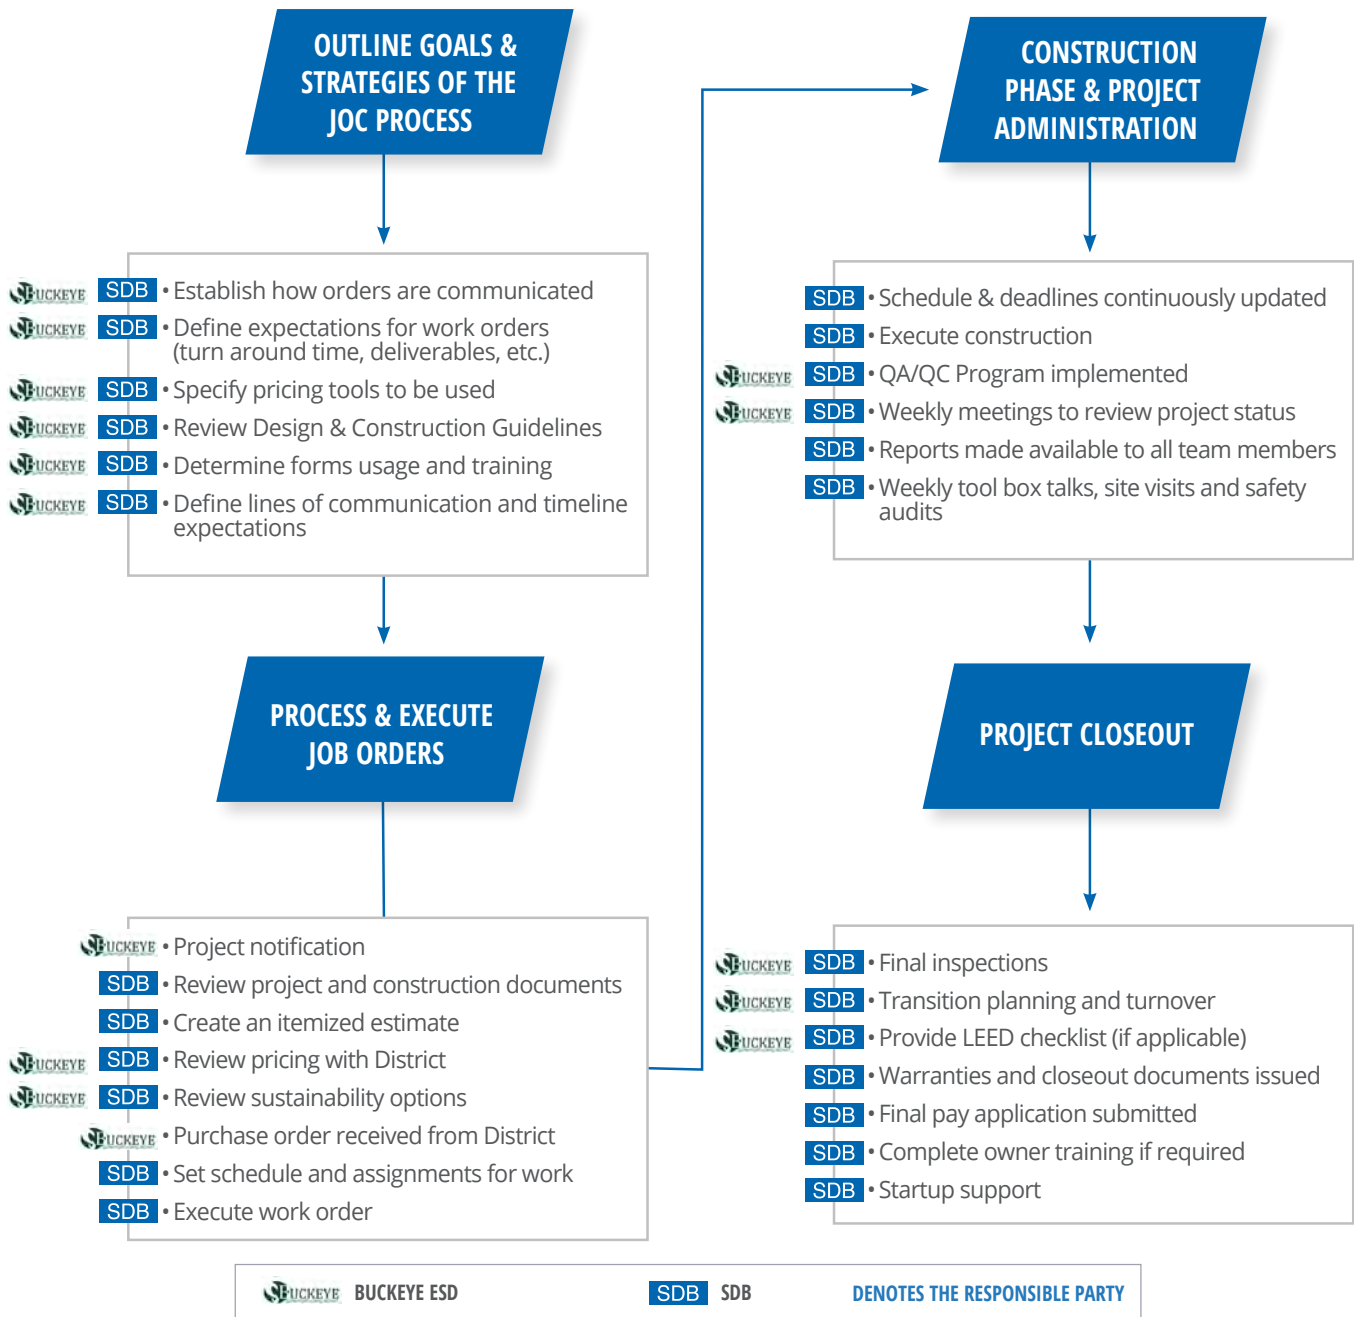 OUTLINE GOALS &
STRATEGIES OF THE
JOC PROCESS
BUCKEYE SDB • Establish how orders are communicated
BUCKEYE SDB • Define expectations for work orders
(turn around time, deliverables, etc.)
BUCKEYE SDB • Specify pricing tools to be used
BUCKEYE SDB • Review Design & Construction Guidelines
BUCKEYE SDB • Determine forms usage and training
BUCKEYE SDB • Define lines of communication and timeline
expectations
PROCESS & EXECUTE
JOB ORDERS
BUCKEYE • Project notification
SDB • Review project and construction documents
SDB • Create an itemized estimate
BUCKEYE SDB • Review pricing with District
BUCKEYE SDB • Review sustainability options
BUCKEYE • Purchase order received from District
SDB • Set schedule and assignments for work
SDB • Execute work order
CONSTRUCTION
PHASE & PROJECT
ADMINISTRATION
SDB • Schedule & deadlines continuously updated
SDB • Execute construction
BUCKEYE SDB • QA/QC Program implemented
BUCKEYE SDB • Weekly meetings to review project status
SDB • Reports made available to all team members
SDB • Weekly tool box talks, site visits and safety
audits
PROJECT CLOSEOUT
BUCKEYE SDB • Final inspections
BUCKEYE SDB • Transition planning and turnover
BUCKEYE SDB • Provide LEED checklist (if applicable)
SDB • Warranties and closeout documents issued
SDB • Final pay application submitted
SDB • Complete owner training if required
SDB • Startup support
BUCKEYE BUCKEYE ESD SDB SDB DENOTES THE RESPONSIBLE PARTY